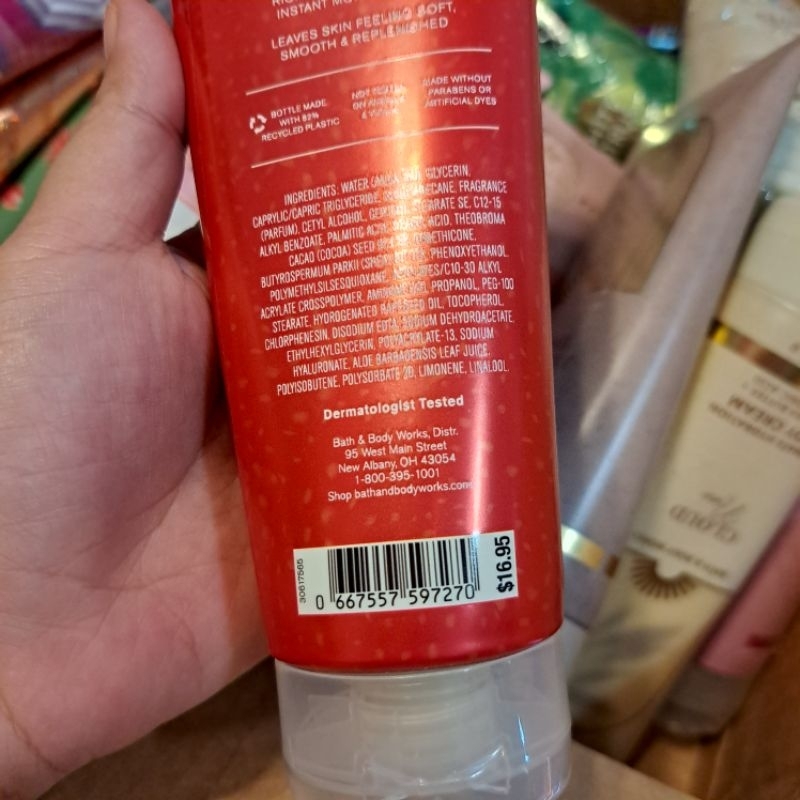 INSTANT
LEAVES SKIN FEELING SOFT,
SMOOTH & REPLENISHED
BOTTLE MADE
WITH 82%
RECYCLED PLASTIC
MADE WITHOUT
PARABENS OR
ARTIFICIAL DYES
INGREDIENTS: WATER GLYCERIN,
CAPRYLIC/CAPRIC TRIGLYCERIDE, FRAGRANCE
(PARFUM), CETYL ALCOHOL, SE, C12-15
ALKYL BENZOATE, PALMITIC ACID, THEOBROMA
CACAO (COCOA) SEED
BUTYROSPERMUM PARKII PHENOXYETHANOL,
POLYMETHYLSILSESQUIOXANE, ALKYL
ACRYLATE CROSSPOLYMER, PROPANOL, PEG-100
STEARATE, HYDROGENATED OIL, TOCOPHEROL,
CHLORPHENESIN, DISODIUM EDTA, SODIUM DEHYDROACETATE,
ETHYLHEXYLGLYCERIN, POLYACRYLATE-13, SODIUM
HYALURONATE, ALOE BARBADENSIS LEAF JUICE,
POLYISOBUTENE, POLYSORBATE 20, LIMONENE, LINALOOL.
Dermatologist Tested
Bath & Body Works, Distr.
95 West Main Street
New Albany, OH 43054
1-800-395-1001
Shop bathandbodyworks.com
30617565
0 667557 597270
$16.95
CLOUD
CREAM